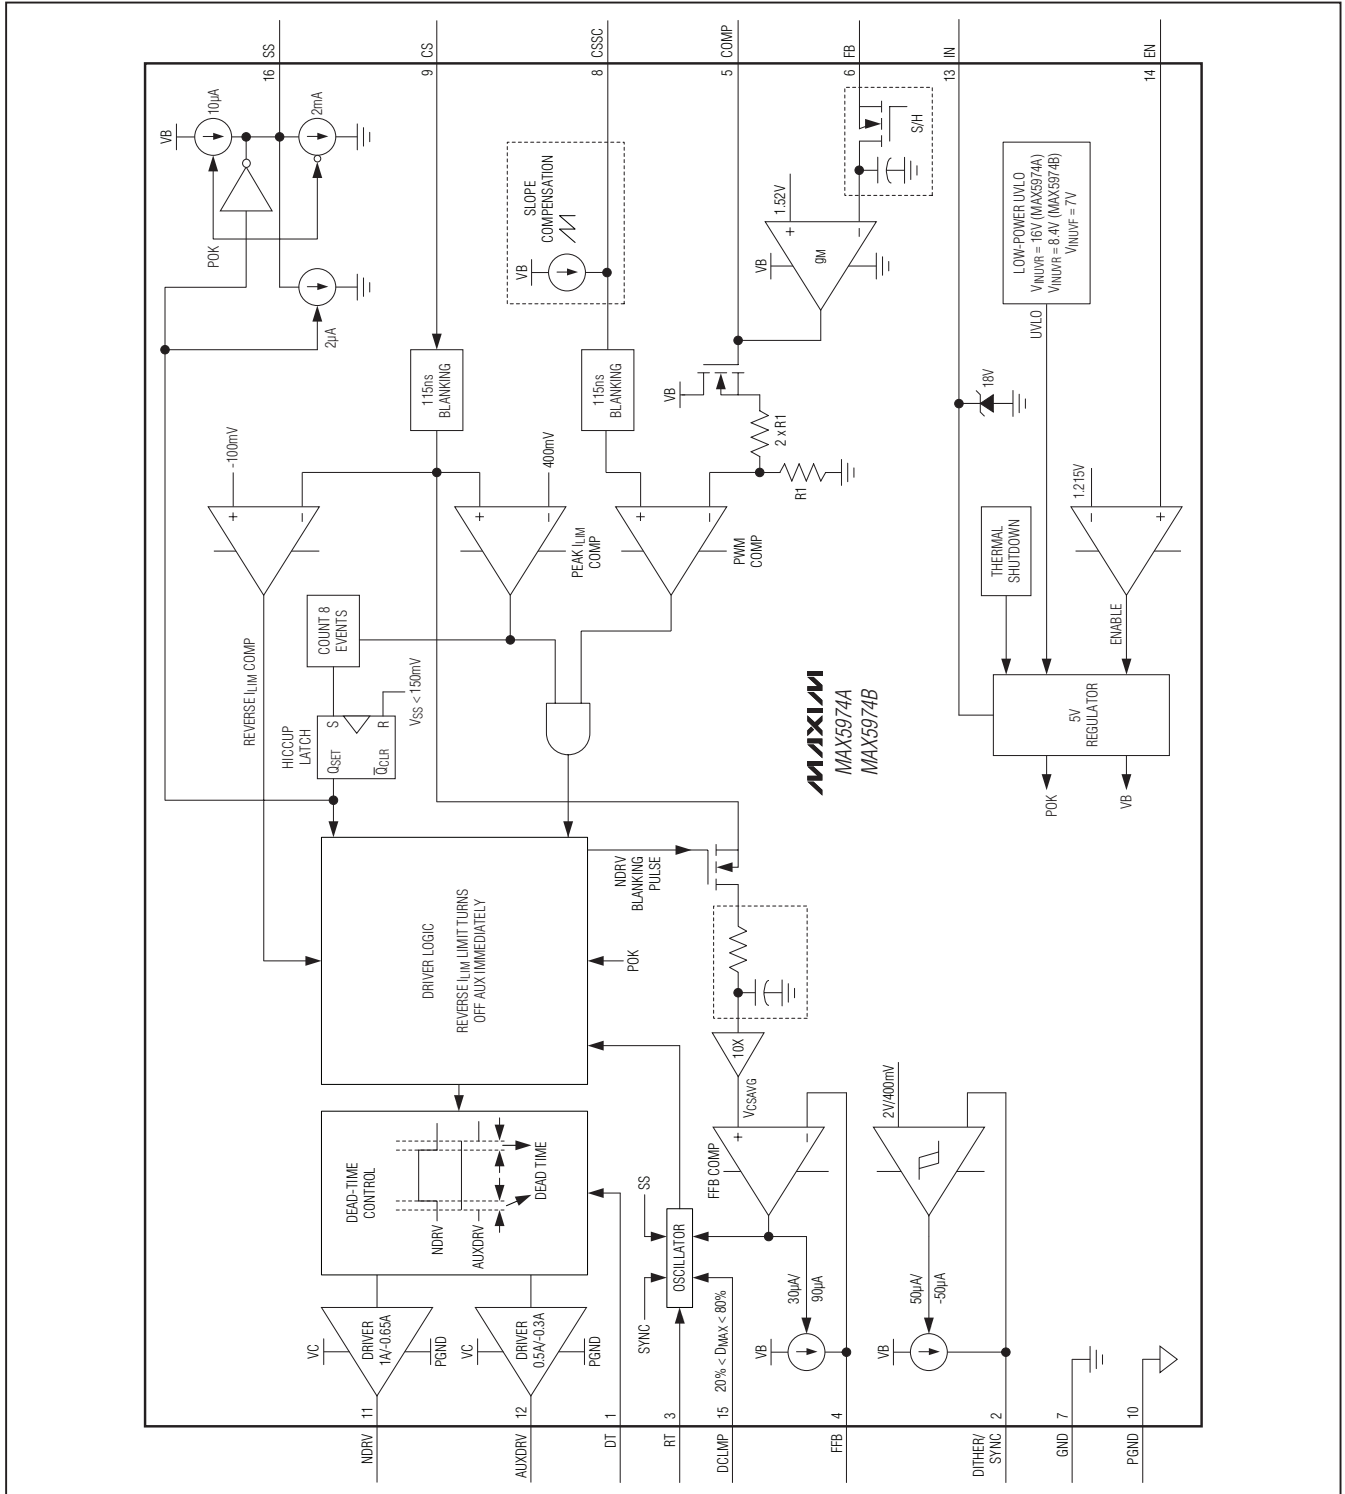 16 SS
9 CS
8 CSSC
5 COMP
6 FB
13 IN
14 EN
VB
10µA
2mA
POK
2µA
SLOPE
COMPENSATION
VB
115ns
BLANKING
115ns
BLANKING
S/H
1.52V
+
−
VB
gM
VB
2 x R1
R1
LOW-POWER UVLO
VINUVR = 16V (MAX5974A)
VINUVR = 8.4V (MAX5974B)
VINUVF = 7V
UVLO
18V
1.215V
−
+
THERMAL
SHUTDOWN
ENABLE
5V
REGULATOR
POK
VB
-100mV
+
−
REVERSE ILIM COMP
400mV
+
−
PEAK ILIM
COMP
+
−
PWM
COMP
COUNT 8
EVENTS
HICCUP
LATCH
S
R
QSET
QCLR
VSS < 150mV
MAXIM
MAX5974A
MAX5974B
DRIVER LOGIC
REVERSE ILIM LIMIT TURNS
OFF AUX IMMEDIATELY
NDRV
BLANKING
PULSE
POK
10X
VCSAVG
+
−
FFB COMP
2V/400mV
DEAD-TIME
CONTROL
NDRV
AUXDRV
DEAD TIME
SS
OSCILLATOR
SYNC
20% < DMAX < 80%
30µA/
90µA
VB
50µA/
-50µA
VB
VC
DRIVER
1A/-0.65A
PGND
VC
DRIVER
0.5A/-0.3A
PGND
NDRV 11
AUXDRV 12
DT 1
RT 3
DCLMP 15
FFB 4
DITHER/
SYNC 2
GND 7
PGND 10